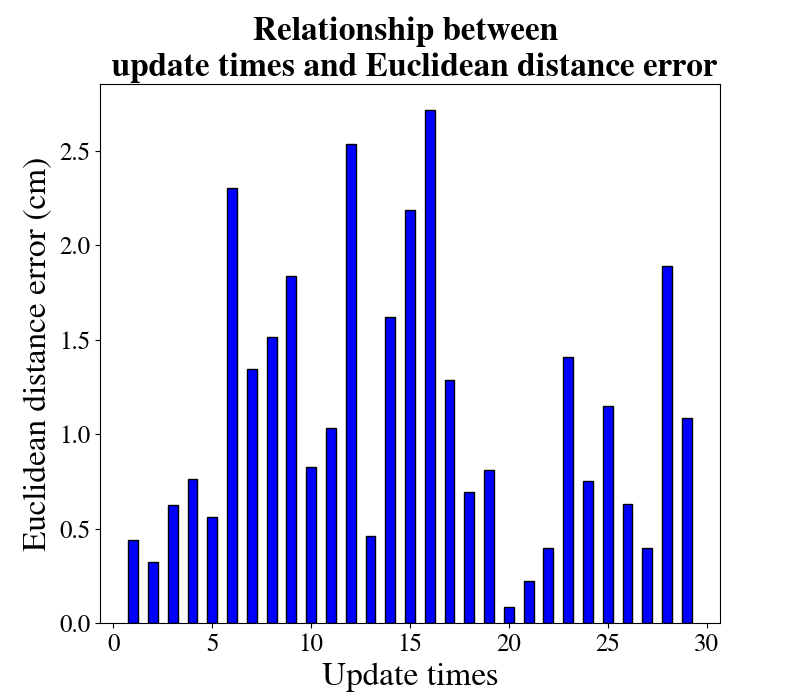 Relationship between
update times and Euclidean distance error
Euclidean distance error (cm)
2.5
2.0
1.5
1.0
0.5
0.0
0 5 10 15 20 25 30
Update times